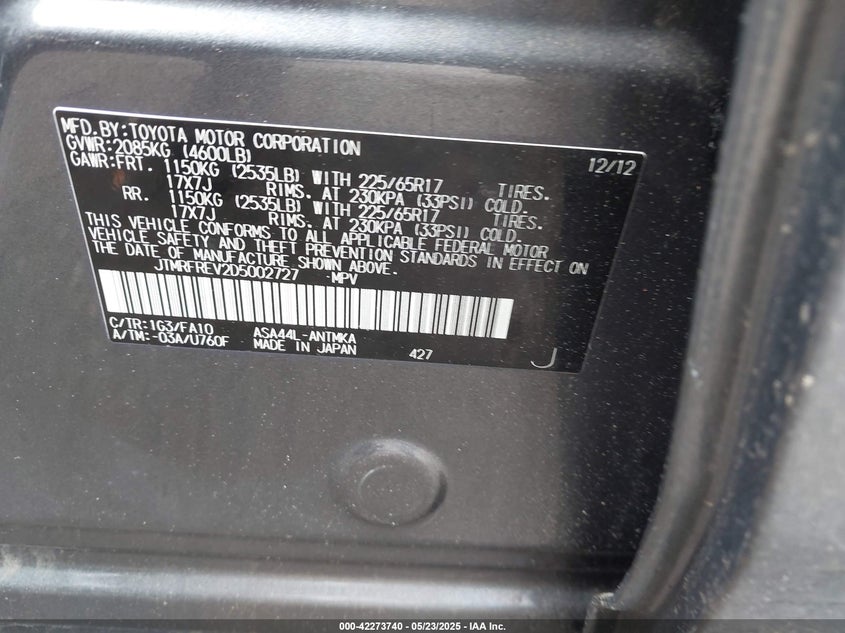 MFD.BY:TOYOTA MOTOR CORPORATION 12/12
GVWR:2085KG (4600LB)
GAWR:FRT. 1150KG (2535LB) WITH 225/65R17 TIRES.
17X7J RIMS. AT 230KPA (33PSI) COLD.
RR. 1150KG (2535LB) WITH 225/65R17 TIRES.
17X7J RIMS. AT 230KPA (33PSI) COLD.
THIS VEHICLE CONFORMS TO ALL APPLICABLE FEDERAL MOTOR
VEHICLE SAFETY AND THEFT PREVENTION STANDARDS IN EFFECT ON
THE DATE OF MANUFACTURE SHOWN ABOVE.
JTMRFREV2D5002727 MPV
C/TR:1G3/FA10 ASA44L-ANTMKA
A/TM:-03A/U760F MADE IN JAPAN 427 J
000-42273740 - 05/23/2025 - IAA Inc.